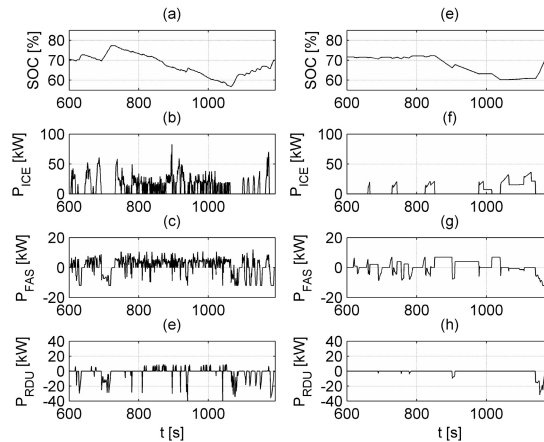 (a)
SOC [%]
80
70
60
600 800 1000
(b)
P_ICE [kW]
100
50
0
600 800 1000
(c)
P_FAS [kW]
20
0
-20
600 800 1000
(e)
P_RDU [kW]
40
20
0
-20
-40
600 800 1000
t [s]
(e)
SOC [%]
80
70
60
600 800 1000
(f)
P_ICE [kW]
100
50
0
600 800 1000
(g)
P_FAS [kW]
20
0
-20
600 800 1000
(h)
P_RDU [kW]
40
20
0
-20
-40
600 800 1000
t [s]